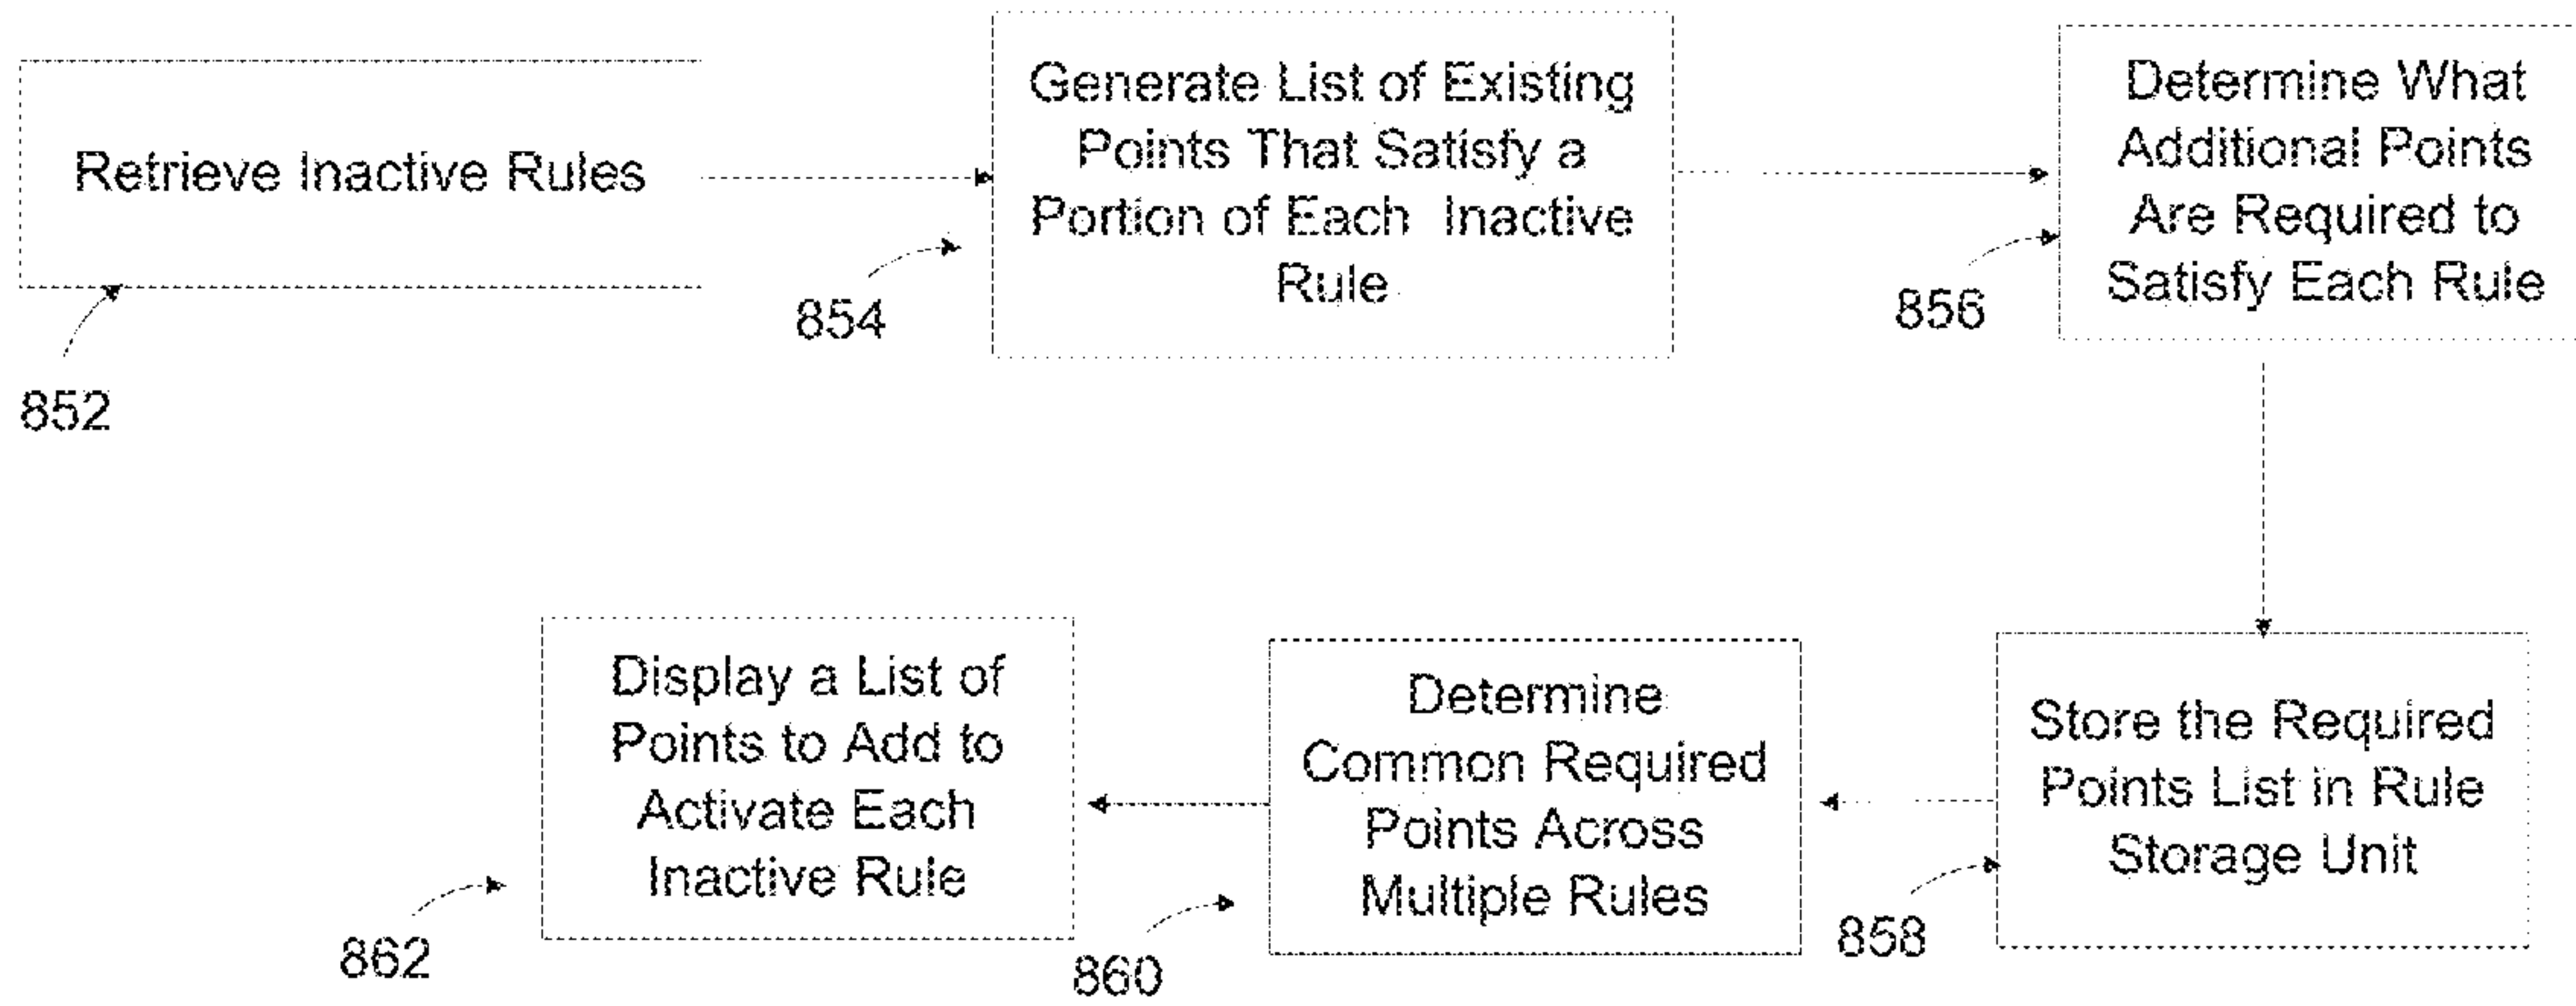 Retrieve Inactive Rules
852
Generate List of Existing
Points That Satisfy a
Portion of Each Inactive
Rule
854
Determine What
Additional Points
Are Required to
Satisfy Each Rule
856
Store the Required
Points List in Rule
Storage Unit
858
Determine
Common Required
Points Across
Multiple Rules
860
Display a List of
Points to Add to
Activate Each
Inactive Rule
862